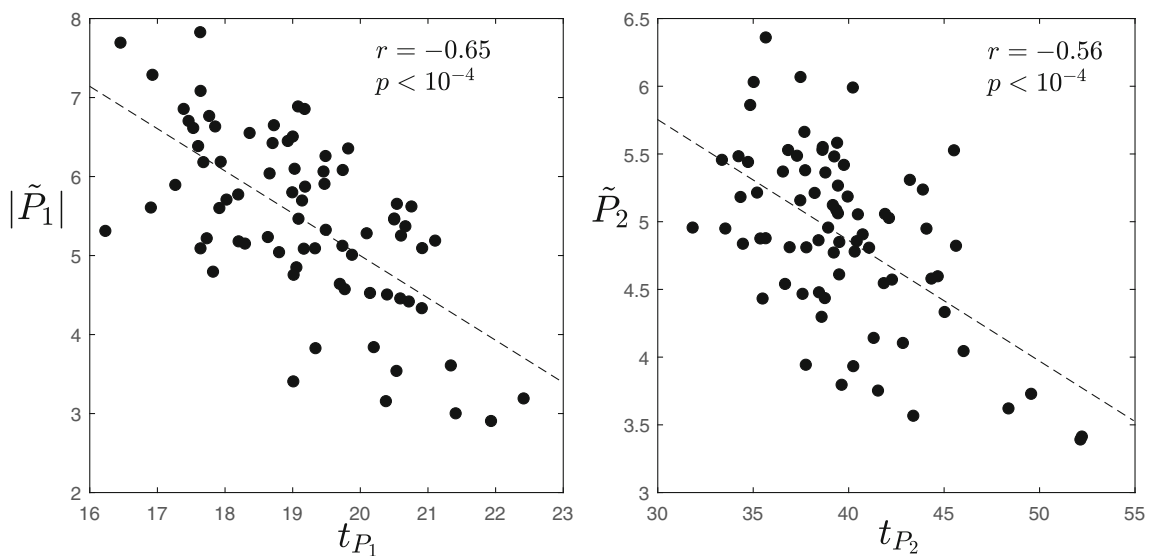 8
7
6
5
4
3
2
|P̃₁|
r = −0.65
p < 10⁻⁴
16 17 18 19 20 21 22 23
t_{P₁}
6.5
6
5.5
5
4.5
4
3.5
3
P̃₂
r = −0.56
p < 10⁻⁴
30 35 40 45 50 55
t_{P₂}